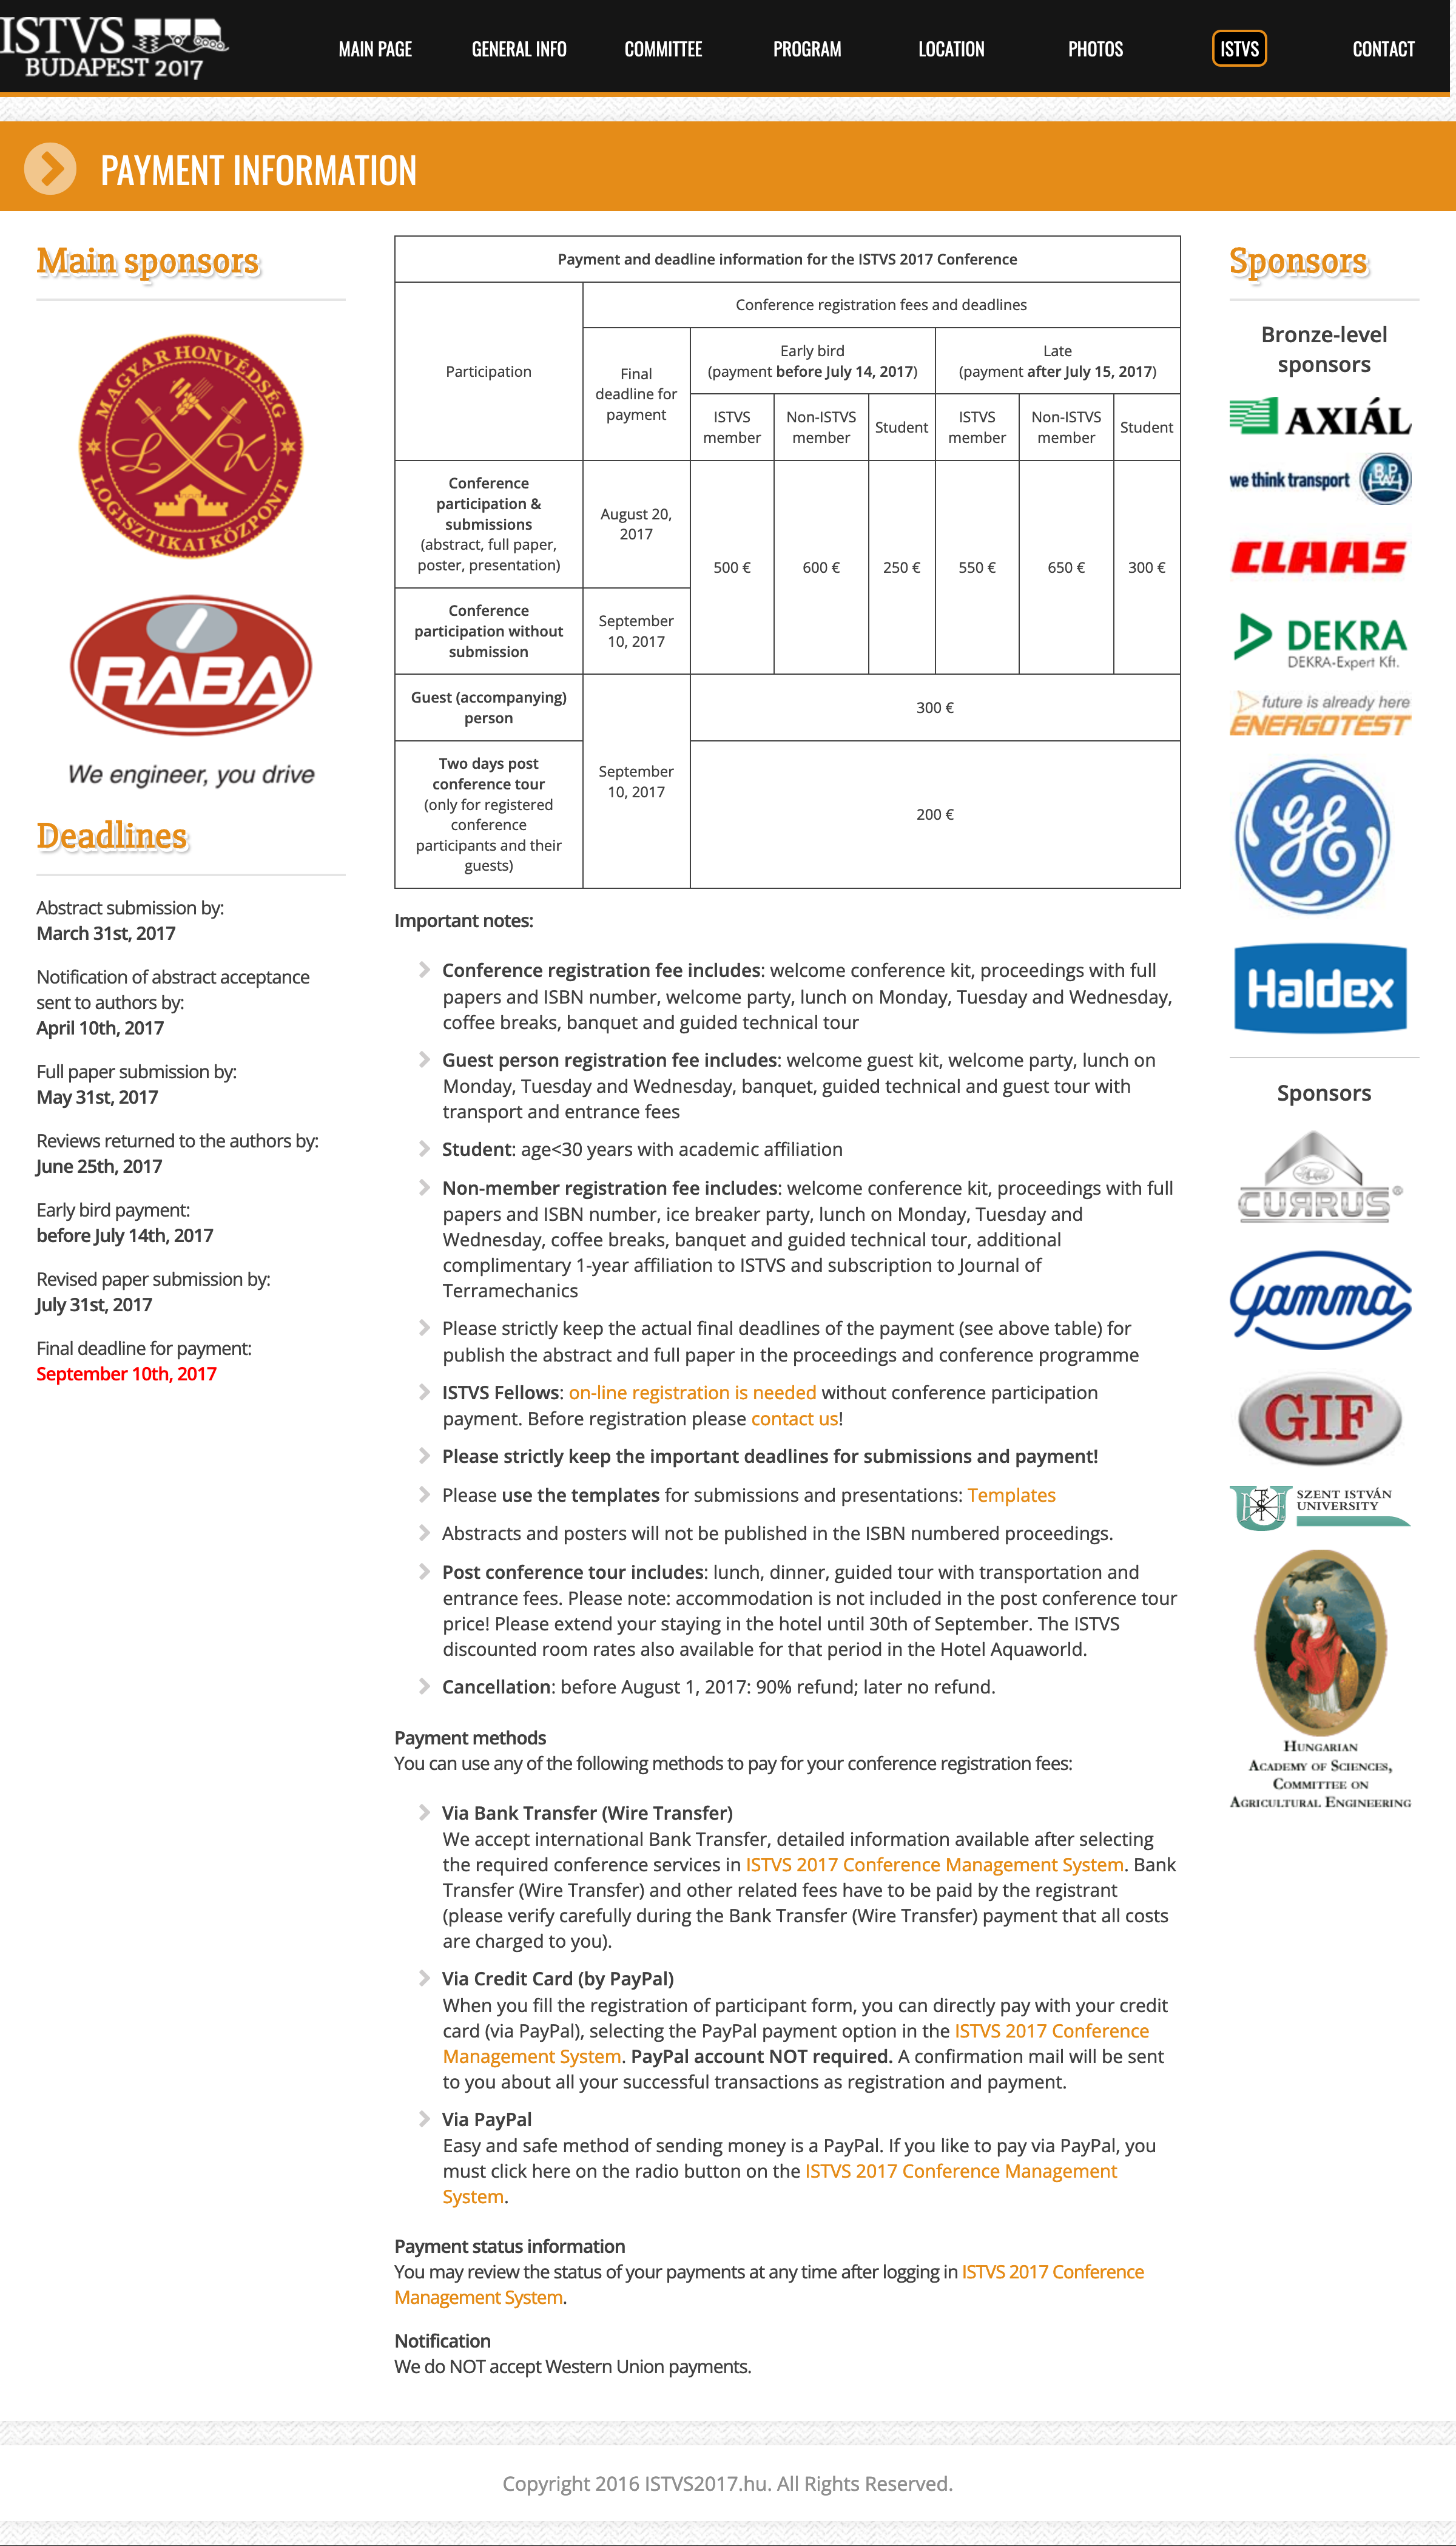 ISTVS
BUDAPEST 2017
MAIN PAGE
GENERAL INFO
COMMITTEE
PROGRAM
LOCATION
PHOTOS
ISTVS
CONTACT
PAYMENT INFORMATION
Main sponsors
MAGYAR HONVÉDSÉG
L K
LOGISZTIKAI KÖZPONT
RÁBA
We engineer, you drive
Deadlines
Abstract submission by:
March 31st, 2017
Notification of abstract acceptance
sent to authors by:
April 10th, 2017
Full paper submission by:
May 31st, 2017
Reviews returned to the authors by:
June 25th, 2017
Early bird payment:
before July 14th, 2017
Revised paper submission by:
July 31st, 2017
Final deadline for payment:
September 10th, 2017
Payment and deadline information for the ISTVS 2017 Conference
Participation
Conference registration fees and deadlines
Final
deadline for
payment
Early bird
(payment before July 14, 2017)
Late
(payment after July 15, 2017)
ISTVS
member
Non-ISTVS
member
Student
ISTVS
member
Non-ISTVS
member
Student
Conference
participation &
submissions
(abstract, full paper,
poster, presentation)
August 20,
2017
500 €
600 €
250 €
550 €
650 €
300 €
Conference
participation without
submission
September
10, 2017
Guest (accompanying)
person
September
10, 2017
300 €
Two days post
conference tour
(only for registered
conference
participants and their
guests)
200 €
Important notes:
Conference registration fee includes: welcome conference kit, proceedings with full
papers and ISBN number, welcome party, lunch on Monday, Tuesday and Wednesday,
coffee breaks, banquet and guided technical tour
Guest person registration fee includes: welcome guest kit, welcome party, lunch on
Monday, Tuesday and Wednesday, banquet, guided technical and guest tour with
transport and entrance fees
Student: age<30 years with academic affiliation
Non-member registration fee includes: welcome conference kit, proceedings with full
papers and ISBN number, ice breaker party, lunch on Monday, Tuesday and
Wednesday, coffee breaks, banquet and guided technical tour, additional
complimentary 1-year affiliation to ISTVS and subscription to Journal of
Terramechanics
Please strictly keep the actual final deadlines of the payment (see above table) for
publish the abstract and full paper in the proceedings and conference programme
ISTVS Fellows: on-line registration is needed without conference participation
payment. Before registration please contact us!
Please strictly keep the important deadlines for submissions and payment!
Please use the templates for submissions and presentations: Templates
Abstracts and posters will not be published in the ISBN numbered proceedings.
Post conference tour includes: lunch, dinner, guided tour with transportation and
entrance fees. Please note: accommodation is not included in the post conference tour
price! Please extend your staying in the hotel until 30th of September. The ISTVS
discounted room rates also available for that period in the Hotel Aquaworld.
Cancellation: before August 1, 2017: 90% refund; later no refund.
Payment methods
You can use any of the following methods to pay for your conference registration fees:
Via Bank Transfer (Wire Transfer)
We accept international Bank Transfer, detailed information available after selecting
the required conference services in ISTVS 2017 Conference Management System. Bank
Transfer (Wire Transfer) and other related fees have to be paid by the registrant
(please verify carefully during the Bank Transfer (Wire Transfer) payment that all costs
are charged to you).
Via Credit Card (by PayPal)
When you fill the registration of participant form, you can directly pay with your credit
card (via PayPal), selecting the PayPal payment option in the ISTVS 2017 Conference
Management System. PayPal account NOT required. A confirmation mail will be sent
to you about all your successful transactions as registration and payment.
Via PayPal
Easy and safe method of sending money is a PayPal. If you like to pay via PayPal, you
must click here on the radio button on the ISTVS 2017 Conference Management
System.
Payment status information
You may review the status of your payments at any time after logging in ISTVS 2017 Conference
Management System.
Notification
We do NOT accept Western Union payments.
Sponsors
Bronze-level
sponsors
AXIÁL
we think transport
BPW
CLAAS
DEKRA
DEKRA-Expert Kft.
future is already here
ENERGOTEST
GE
Haldex
Sponsors
CURRUS®
Gamma
GIF
SZENT ISTVÁN
UNIVERSITY
HUNGARIAN
ACADEMY OF SCIENCES,
COMMITTEE ON
AGRICULTURAL ENGINEERING
Copyright 2016 ISTVS2017.hu. All Rights Reserved.